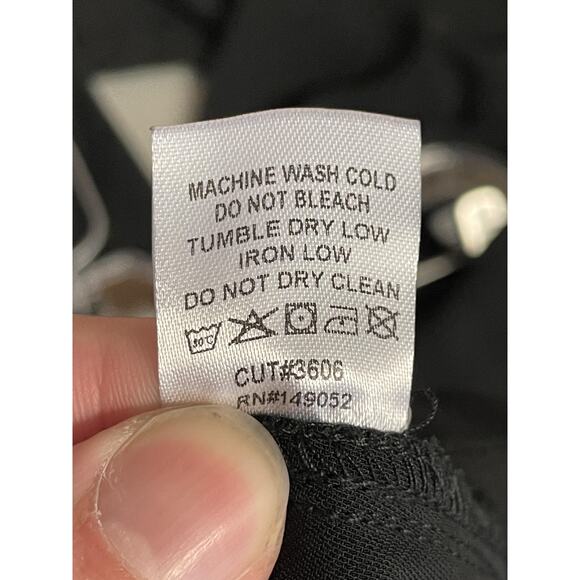 MACHINE WASH COLD
DO NOT BLEACH
TUMBLE DRY LOW
IRON LOW
DO NOT DRY CLEAN
30°C
CUT#3606
RN#149052